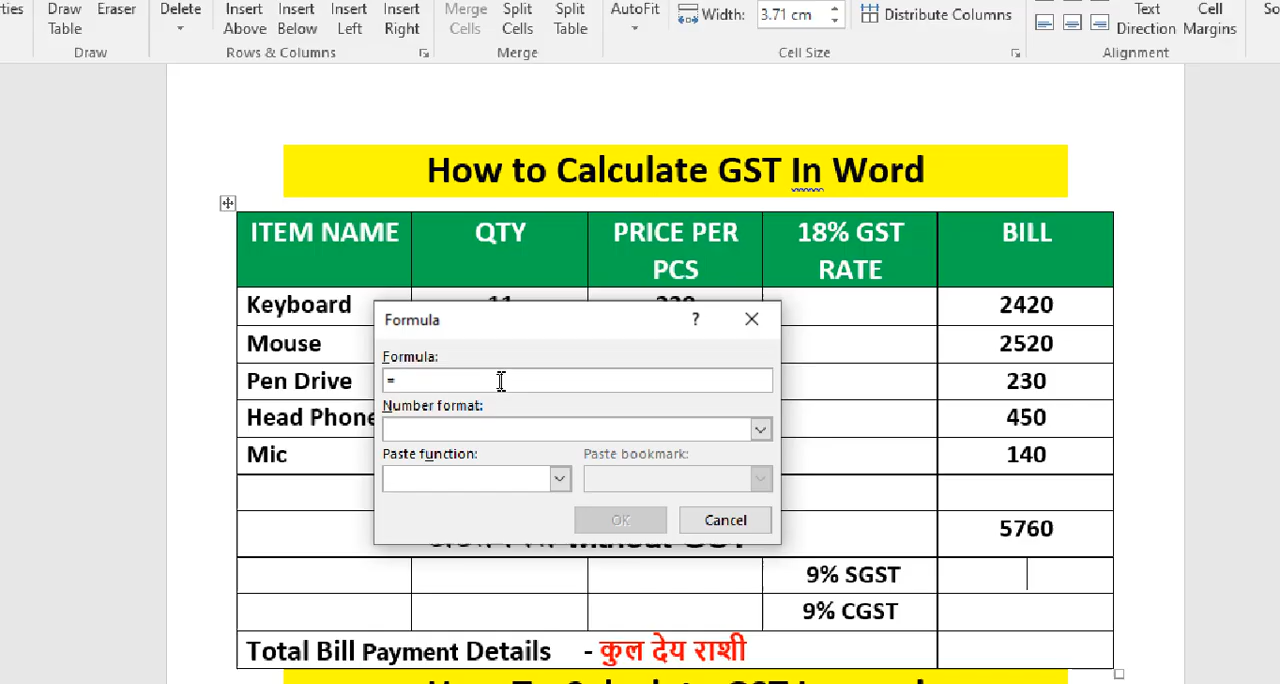 Draw
Table
Eraser
Draw
Delete
Insert
Above
Insert
Below
Insert
Left
Insert
Right
Rows & Columns
Merge
Cells
Split
Cells
Split
Table
Merge
AutoFit
Width: 3.71 cm
Distribute Columns
Cell Size
Text
Direction
Cell
Margins
Alignment
How to Calculate GST In Word
ITEM NAME QTY PRICE PER PCS 18% GST RATE BILL
Keyboard 2420
Mouse 2520
Pen Drive 230
Head Phone 450
Mic 140
5760
9% SGST
9% CGST
Total Bill Payment Details - कुल देय राशी
Formula ?
Formula:
=
Number format:
Paste function: Paste bookmark:
OK Cancel